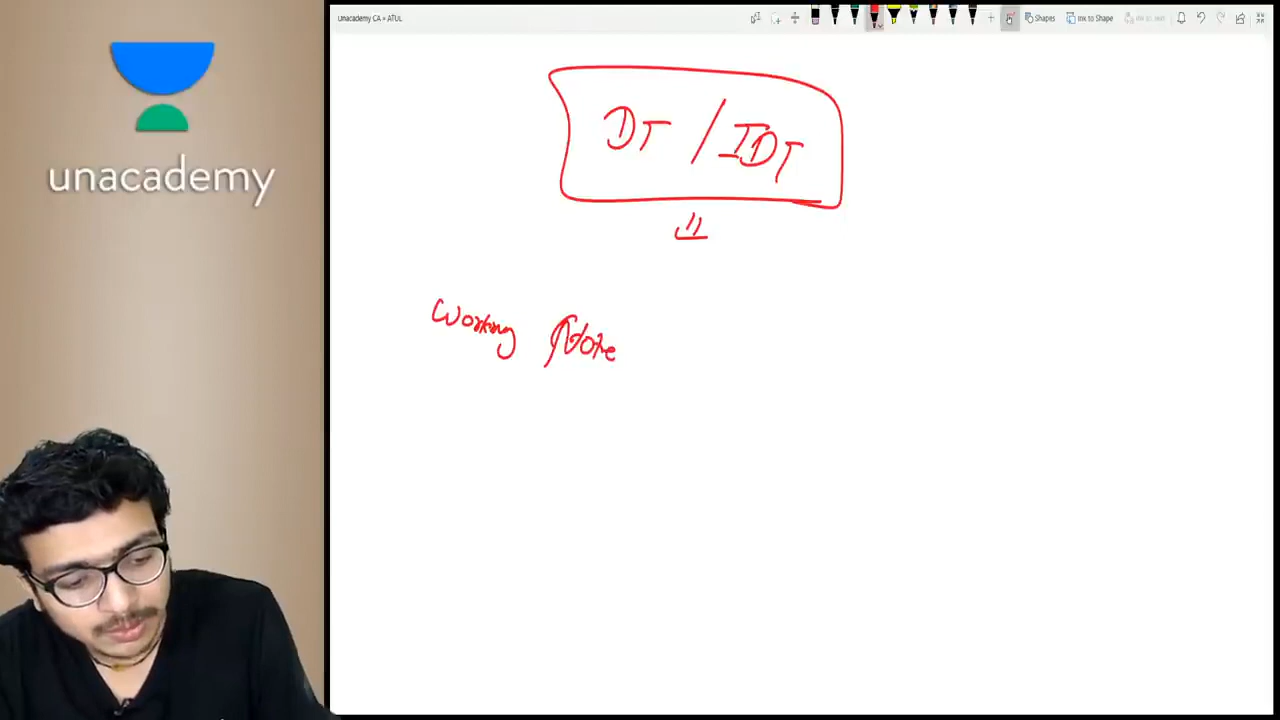 unacademy
Unacademy CA × ATUL
Shapes
Ink to Shape
DT / IDT
Working Note